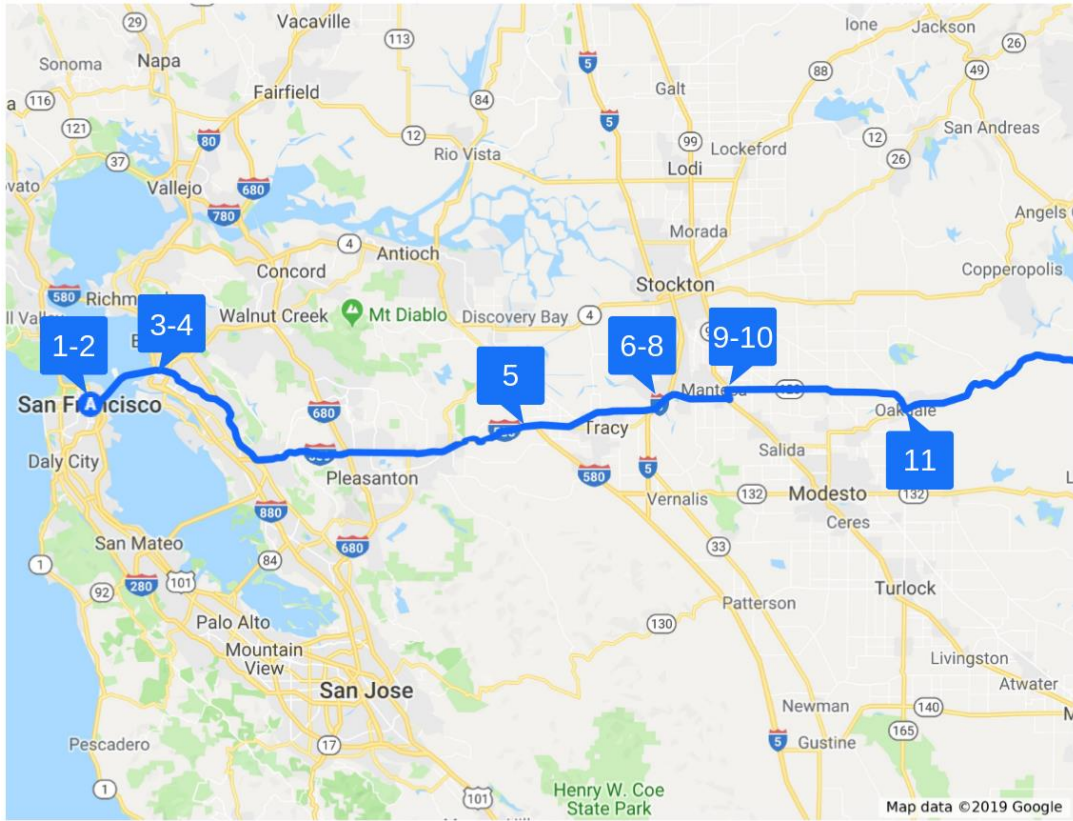 Vacaville
29
113
Ione
Jackson
26
Sonoma
Napa
5
88
49
Fairfield
84
Galt
116
121
5
12
San Andreas
80
12
99
Lockeford
26
37
Rio Vista
Lodi
Vallejo
680
780
Morada
4
Antioch
Concord
Copperopolis
580
Stockton
Walnut Creek
Mt Diablo
Discovery Bay
4
1-2
3-4
5
6-8
9-10
A
San Francisco
680
Tracy
Daly City
Salida
11
Pleasanton
580
5
Vernalis
132
Modesto
132
880
Ceres
San Mateo
680
33
1
84
101
280
92
Turlock
Patterson
Palo Alto
130
Mountain
View
Livingston
San Jose
Atwater
Newman
140
17
165
Pescadero
5
Gustine
1
101
Henry W. Coe
State Park
Map data ©2019 Google